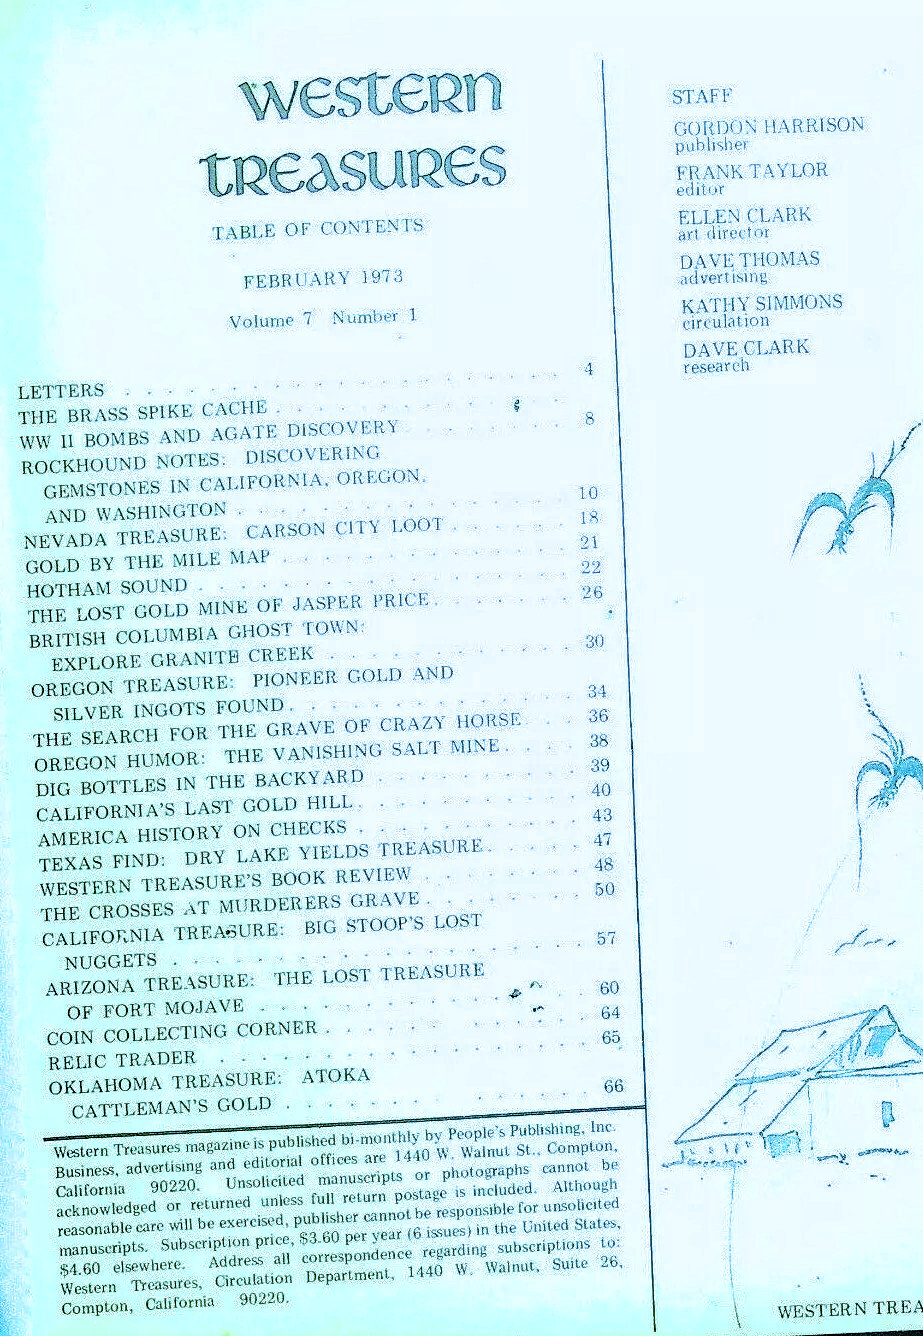 WESTERN
TREASURES
TABLE OF CONTENTS
FEBRUARY 1973
Volume 7 Number 1
LETTERS . . . . . . . . . . . . . . . . . . . . . 4
THE BRASS SPIKE CACHE . . . . . . . . . . . . . .
WW II BOMBS AND AGATE DISCOVERY . . . . . . . . 8
ROCKHOUND NOTES: DISCOVERING
GEMSTONES IN CALIFORNIA, OREGON,
AND WASHINGTON . . . . . . . . . . . . . . . . 10
NEVADA TREASURE: CARSON CITY LOOT . . . . . . 18
GOLD BY THE MILE MAP . . . . . . . . . . . . . . 21
HOTHAM SOUND . . . . . . . . . . . . . . . . . . 22
THE LOST GOLD MINE OF JASPER PRICE . . . . . . . 26
BRITISH COLUMBIA GHOST TOWN:
EXPLORE GRANITE CREEK . . . . . . . . . . . . 30
OREGON TREASURE: PIONEER GOLD AND
SILVER INGOTS FOUND . . . . . . . . . . . . . 34
THE SEARCH FOR THE GRAVE OF CRAZY HORSE . . . 36
OREGON HUMOR: THE VANISHING SALT MINE . . . . 38
DIG BOTTLES IN THE BACKYARD . . . . . . . . . . 39
CALIFORNIA'S LAST GOLD HILL . . . . . . . . . . . 40
AMERICA HISTORY ON CHECKS . . . . . . . . . . . 43
TEXAS FIND: DRY LAKE YIELDS TREASURE . . . . . 47
WESTERN TREASURE'S BOOK REVIEW . . . . . . . . 48
THE CROSSES AT MURDERERS GRAVE . . . . . . . . 50
CALIFORNIA TREASURE: BIG STOOP'S LOST
NUGGETS . . . . . . . . . . . . . . . . . . . . 57
ARIZONA TREASURE: THE LOST TREASURE
OF FORT MOJAVE . . . . . . . . . . . . . . . . 60
COIN COLLECTING CORNER . . . . . . . . . . . . . 64
RELIC TRADER . . . . . . . . . . . . . . . . . . 65
OKLAHOMA TREASURE: ATOKA
CATTLEMAN'S GOLD . . . . . . . . . . . . . . . 66
Western Treasures magazine is published bi-monthly by People's Publishing, Inc.
Business, advertising and editorial offices are 1440 W. Walnut St., Compton,
California 90220. Unsolicited manuscripts or photographs cannot be
acknowledged or returned unless full return postage is included. Although
reasonable care will be exercised, publisher cannot be responsible for unsolicited
manuscripts. Subscription price, $3.60 per year (6 issues) in the United States,
$4.60 elsewhere. Address all correspondence regarding subscriptions to:
Western Treasures, Circulation Department, 1440 W. Walnut, Suite 26,
Compton, California 90220.
STAFF
GORDON HARRISON
publisher
FRANK TAYLOR
editor
ELLEN CLARK
art director
DAVE THOMAS
advertising
KATHY SIMMONS
circulation
DAVE CLARK
research
WESTERN TREA